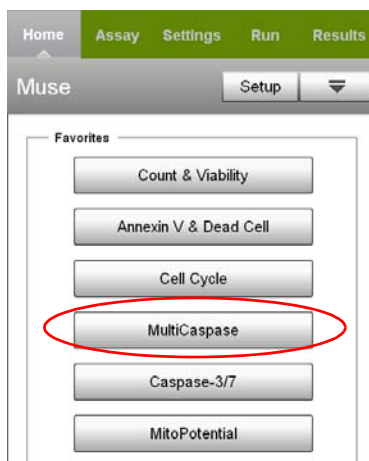 Home Assay Settings Run Results
Muse Setup
Favorites
Count & Viability
Annexin V & Dead Cell
Cell Cycle
MultiCaspase
Caspase-3/7
MitoPotential